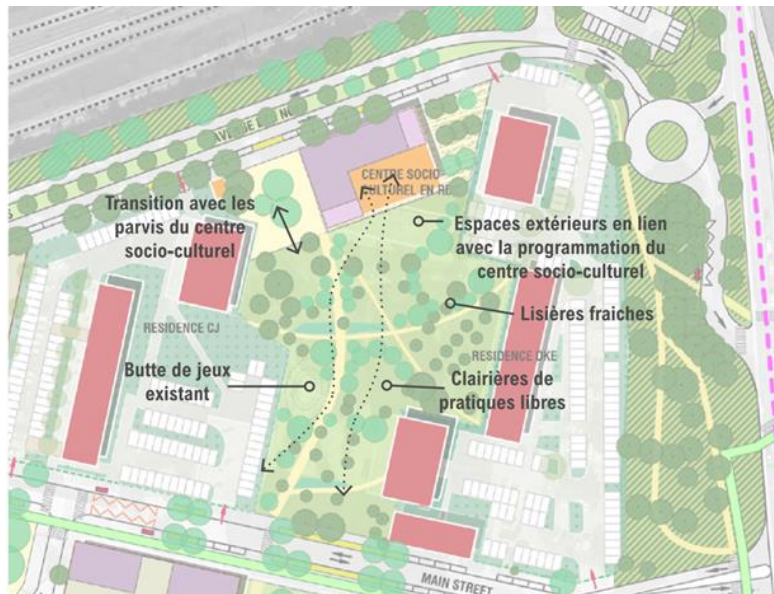 CENTRE SOCIO-
CULTUREL EN RD
Transition avec les
parvis du centre
socio-culturel
Espaces extérieurs en lien
avec la programmation du
centre socio-culturel
Lisières fraiches
RESIDENCE CJ
RESIDENCE DKE
Butte de jeux
existant
Clairières de
pratiques libres
MAIN STREET